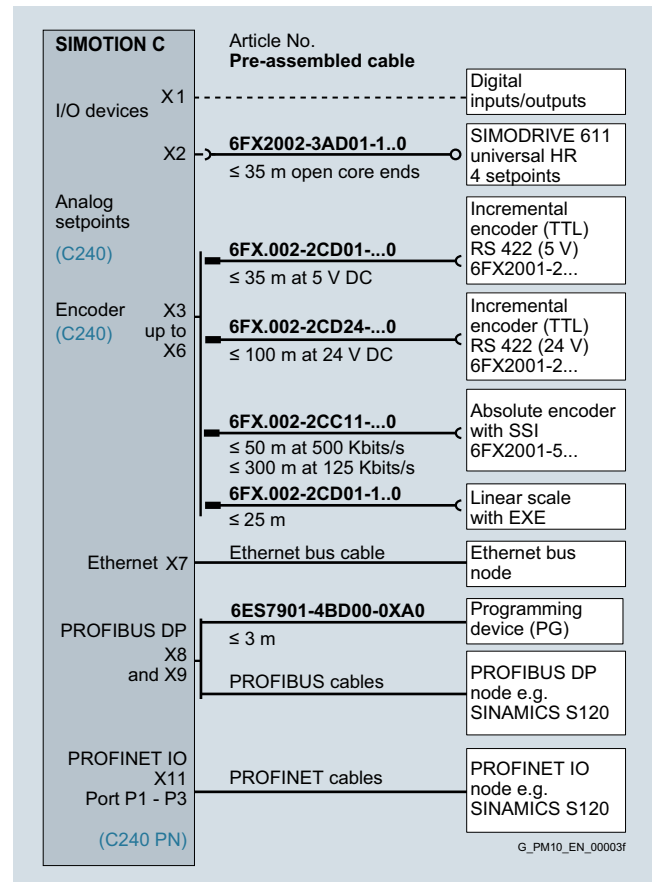 SIMOTION C
Article No.
Pre-assembled cable
I/O devices
X1
Digital
inputs/outputs
X2
6FX2002-3AD01-1..0
≤ 35 m open core ends
SIMODRIVE 611
universal HR
4 setpoints
Analog
setpoints
(C240)
6FX.002-2CD01-...0
≤ 35 m at 5 V DC
Incremental
encoder (TTL)
RS 422 (5 V)
6FX2001-2...
Encoder
(C240)
X3
up to
X6
6FX.002-2CD24-...0
≤ 100 m at 24 V DC
Incremental
encoder (TTL)
RS 422 (24 V)
6FX2001-2...
6FX.002-2CC11-...0
≤ 50 m at 500 Kbits/s
≤ 300 m at 125 Kbits/s
Absolute encoder
with SSI
6FX2001-5...
6FX.002-2CD01-1..0
≤ 25 m
Linear scale
with EXE
Ethernet X7
Ethernet bus cable
Ethernet bus
node
PROFIBUS DP
X8
and X9
6ES7901-4BD00-0XA0
≤ 3 m
Programming
device (PG)
PROFIBUS cables
PROFIBUS DP
node e.g.
SINAMICS S120
PROFINET IO
X11
Port P1 - P3
(C240 PN)
PROFINET cables
PROFINET IO
node e.g.
SINAMICS S120
G_PM10_EN_00003f